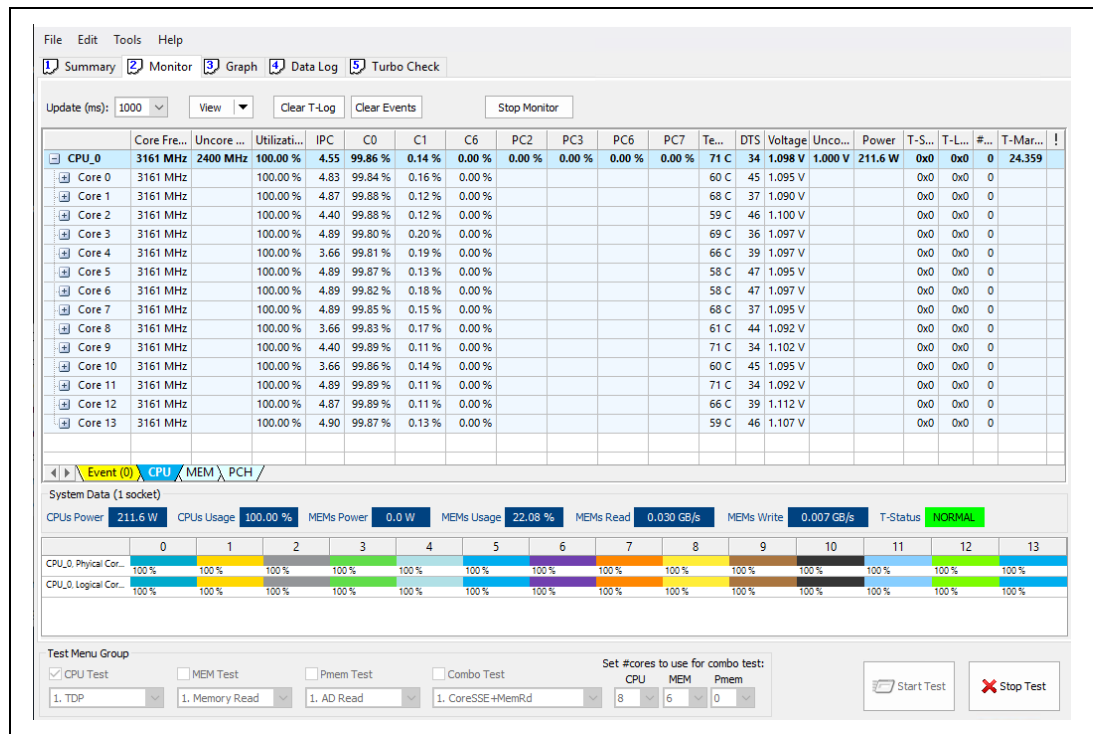 File Edit Tools Help
1 Summary 2 Monitor 3 Graph 4 Data Log 5 Turbo Check
Update (ms): 1000 View Clear T-Log Clear Events Stop Monitor
Core Fre... Uncore ... Utilizati... IPC C0 C1 C6 PC2 PC3 PC6 PC7 Te... DTS Voltage Unco... Power T-S... T-L... #... T-Mar... !
CPU_0 3161 MHz 2400 MHz 100.00 % 4.55 99.86 % 0.14 % 0.00 % 0.00 % 0.00 % 0.00 % 0.00 % 71 C 34 1.098 V 1.000 V 211.6 W 0x0 0x0 0 24.359
Core 0 3161 MHz 100.00 % 4.83 99.84 % 0.16 % 0.00 % 60 C 45 1.095 V 0x0 0x0 0
Core 1 3161 MHz 100.00 % 4.87 99.88 % 0.12 % 0.00 % 68 C 37 1.090 V 0x0 0x0 0
Core 2 3161 MHz 100.00 % 4.40 99.88 % 0.12 % 0.00 % 59 C 46 1.100 V 0x0 0x0 0
Core 3 3161 MHz 100.00 % 4.89 99.80 % 0.20 % 0.00 % 69 C 36 1.097 V 0x0 0x0 0
Core 4 3161 MHz 100.00 % 3.66 99.81 % 0.19 % 0.00 % 66 C 39 1.097 V 0x0 0x0 0
Core 5 3161 MHz 100.00 % 4.89 99.87 % 0.13 % 0.00 % 58 C 47 1.095 V 0x0 0x0 0
Core 6 3161 MHz 100.00 % 4.89 99.82 % 0.18 % 0.00 % 58 C 47 1.097 V 0x0 0x0 0
Core 7 3161 MHz 100.00 % 4.89 99.85 % 0.15 % 0.00 % 68 C 37 1.095 V 0x0 0x0 0
Core 8 3161 MHz 100.00 % 3.66 99.83 % 0.17 % 0.00 % 61 C 44 1.092 V 0x0 0x0 0
Core 9 3161 MHz 100.00 % 4.40 99.89 % 0.11 % 0.00 % 71 C 34 1.102 V 0x0 0x0 0
Core 10 3161 MHz 100.00 % 3.66 99.86 % 0.14 % 0.00 % 60 C 45 1.095 V 0x0 0x0 0
Core 11 3161 MHz 100.00 % 4.89 99.89 % 0.11 % 0.00 % 71 C 34 1.092 V 0x0 0x0 0
Core 12 3161 MHz 100.00 % 4.87 99.89 % 0.11 % 0.00 % 66 C 39 1.112 V 0x0 0x0 0
Core 13 3161 MHz 100.00 % 4.90 99.87 % 0.13 % 0.00 % 59 C 46 1.107 V 0x0 0x0 0
Event (0) CPU MEM PCH
System Data (1 socket)
CPUs Power 211.6 W CPUs Usage 100.00 % MEMs Power 0.0 W MEMs Usage 22.08 % MEMs Read 0.030 GB/s MEMs Write 0.007 GB/s T-Status NORMAL
0 1 2 3 4 5 6 7 8 9 10 11 12 13
CPU_0, Phyical Cor...
100 % 100 % 100 % 100 % 100 % 100 % 100 % 100 % 100 % 100 % 100 % 100 % 100 % 100 %
CPU_0, Logical Cor...
100 % 100 % 100 % 100 % 100 % 100 % 100 % 100 % 100 % 100 % 100 % 100 % 100 % 100 %
Test Menu Group
CPU Test MEM Test Pmem Test Combo Test Set #cores to use for combo test:
CPU MEM Pmem
1. TDP 1. Memory Read 1. AD Read 1. CoreSSE+MemRd 8 6 0
Start Test Stop Test